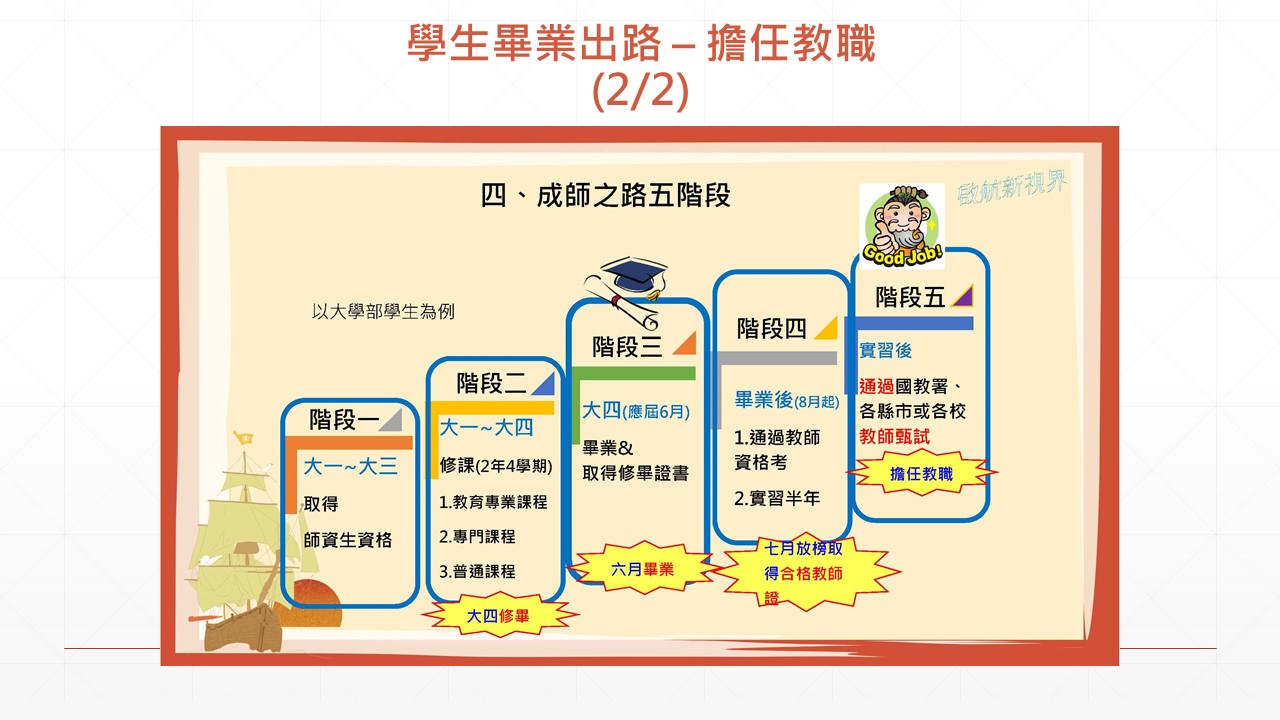 學生畢業出路 – 擔任教職
(2/2)
四、成師之路五階段
啟航新視界
Good Job!
以大學部學生為例
階段一
大一~大三
取得
師資生資格
階段二
大一~大四
修課(2年4學期)
1.教育專業課程
2.專門課程
3.普通課程
大四修畢
階段三
大四(應屆6月)
畢業&
取得修畢證書
六月畢業
階段四
畢業後(8月起)
1.通過教師
資格考
2.實習半年
七月放榜取
得合格教師
證
階段五
實習後
通過國教署、
各縣市或各校
教師甄試
擔任教職